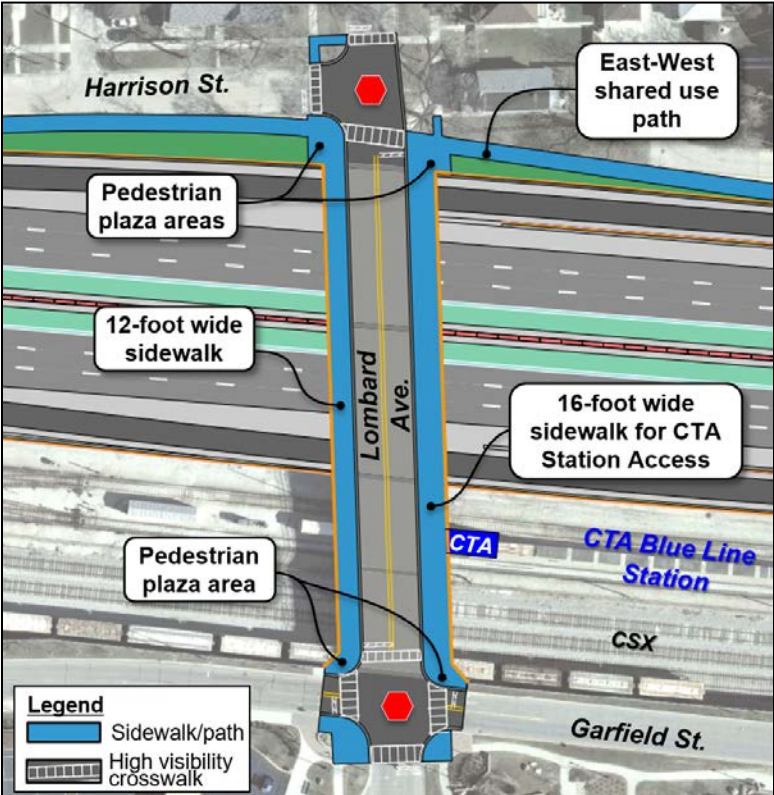 Harrison St.
East-West
shared use
path
Pedestrian
plaza areas
12-foot wide
sidewalk
Lombard
Ave.
16-foot wide
sidewalk for CTA
Station Access
CTA
CTA Blue Line
Station
Pedestrian
plaza area
CSX
Garfield St.
Legend
Sidewalk/path
High visibility
crosswalk